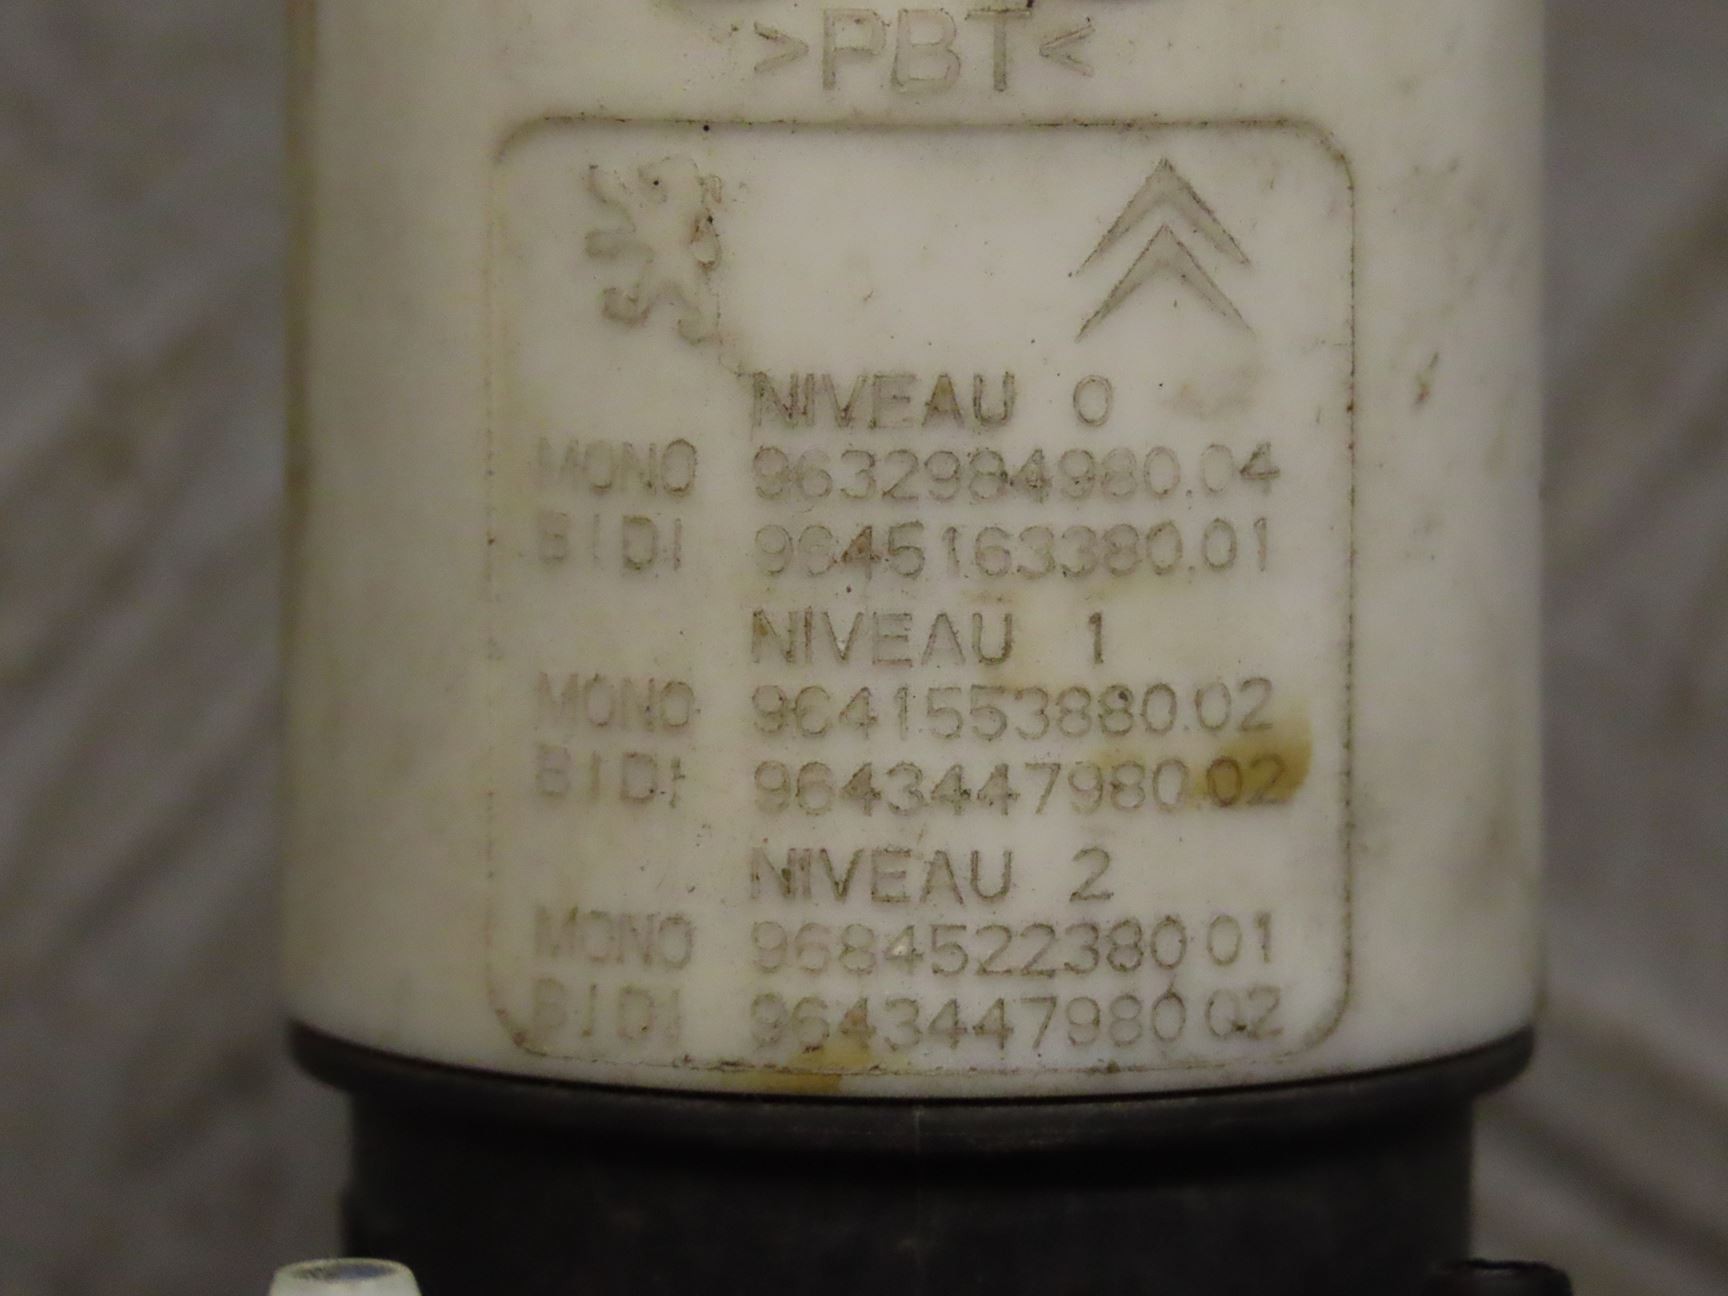 >PBT<
NIVEAU 0
MONO 9632984980.04
BIDI 9645163380.01
NIVEAU 1
MONO 9641553880.02
BIDI 9643447980.02
NIVEAU 2
MONO 9684522380.01
BIDI 9643447980.02